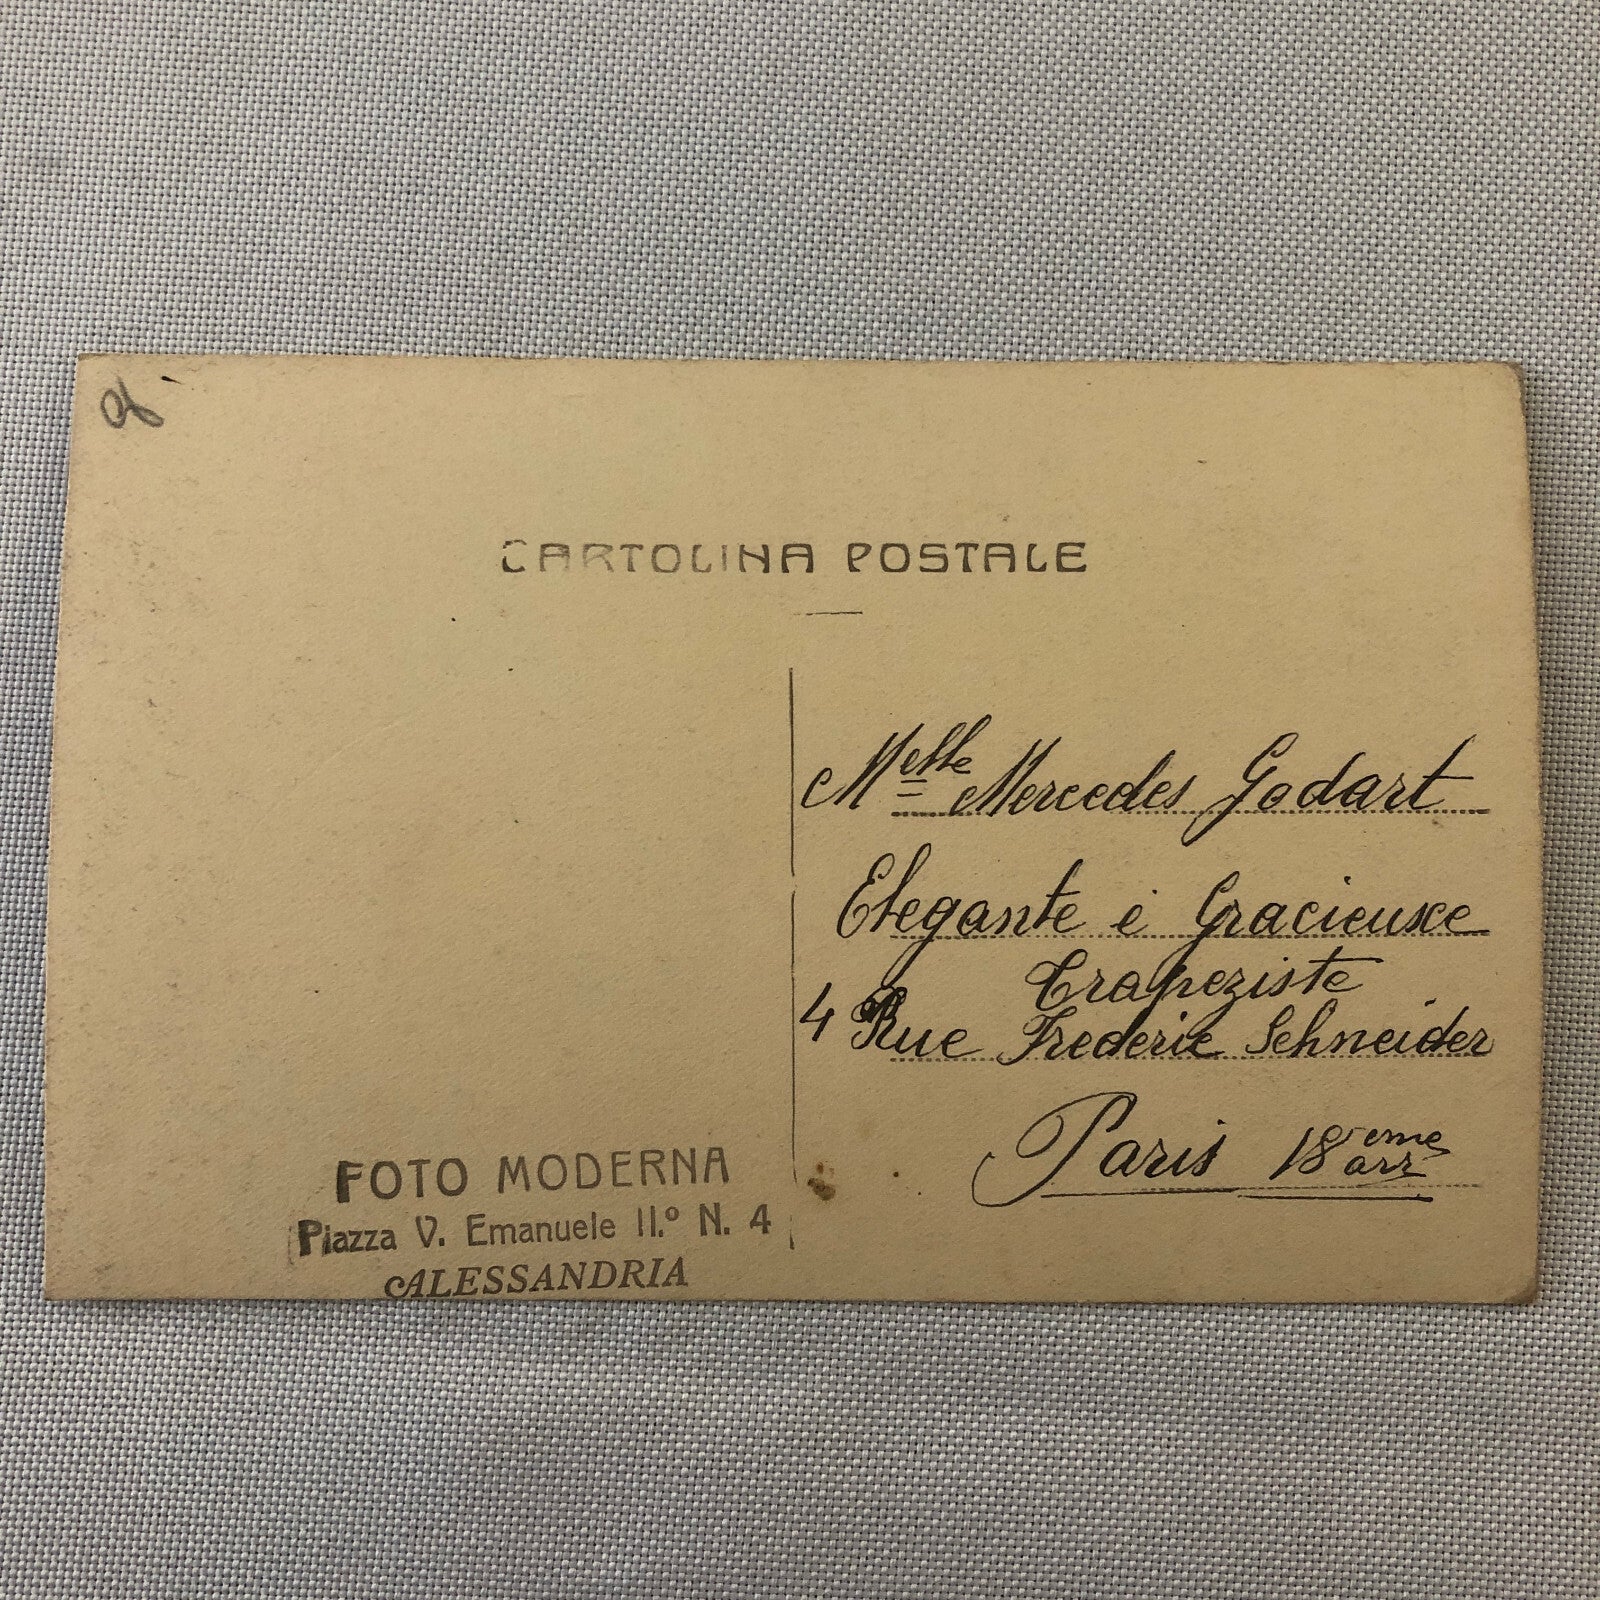 CARTOLINA POSTALE
Melle Mercedes Godart
Elegante é Gracieusce
Trapeziste
4 Rue Frederic Schneider
Paris 18eme arr
FOTO MODERNA
Piazza V. Emanuele II.º N. 4
ALESSANDRIA